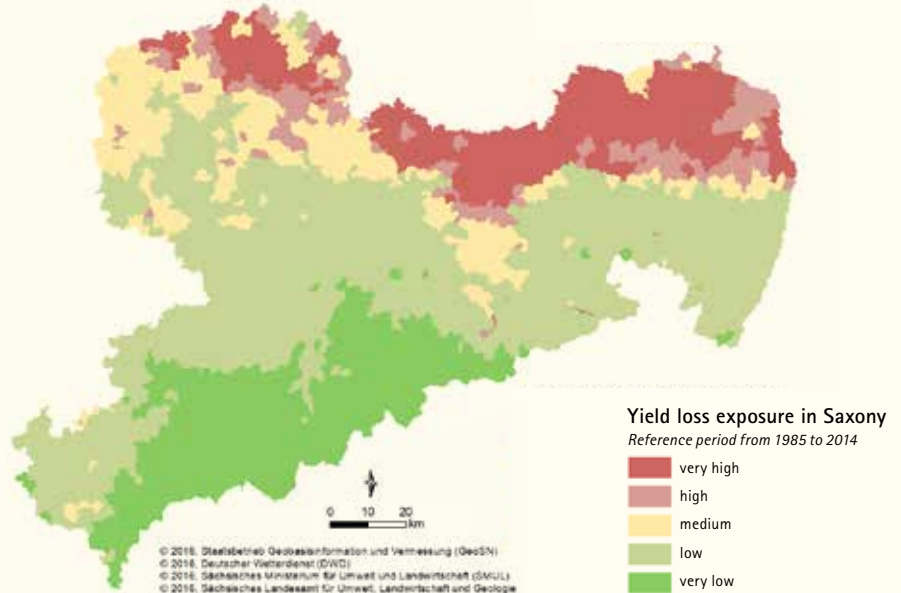 Yield loss exposure in Saxony
Reference period from 1985 to 2014
very high
high
medium
low
very low
0 10 20
km
© 2016, Staatsbetrieb Geobasisinformation und Vermessung (GeoSN)
© 2016, Deutscher Wetterdienst (DWD)
© 2016, Sächsisches Ministerium für Umwelt und Landwirtschaft (SMUL)
© 2016, Sächsisches Landesamt für Umwelt, Landwirtschaft und Geologie